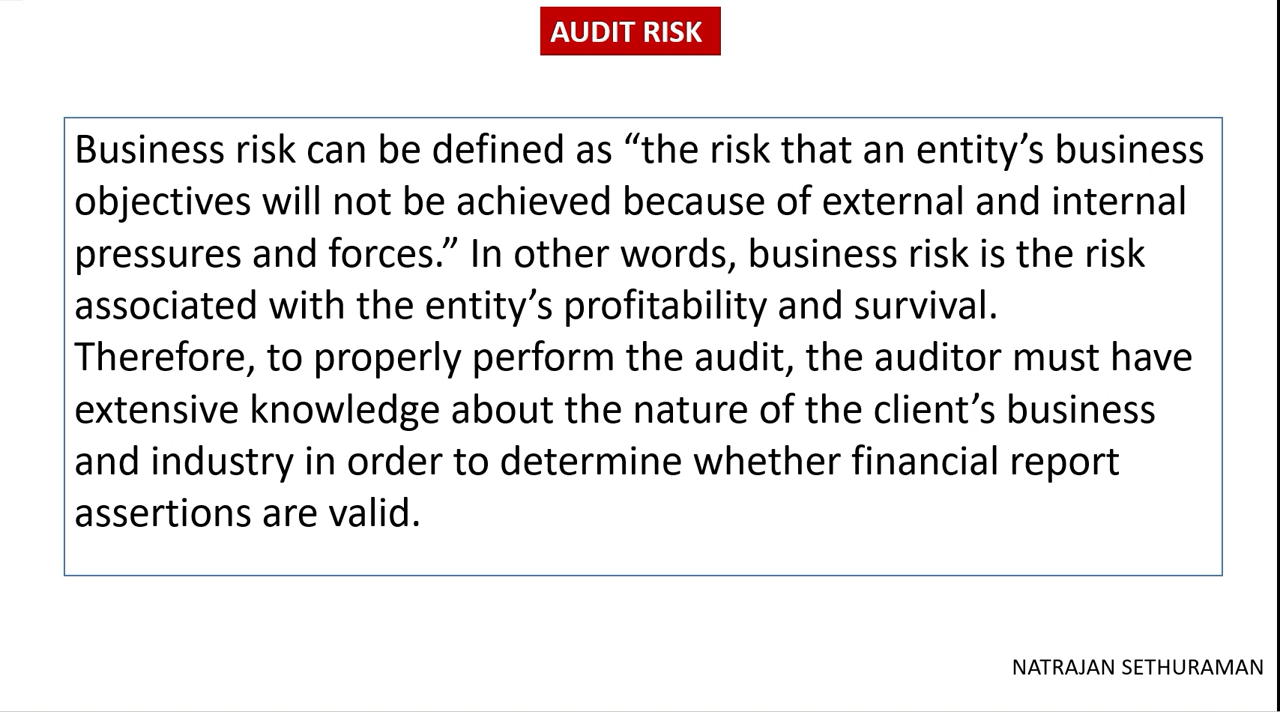 AUDIT RISK
Business risk can be defined as “the risk that an entity’s business
objectives will not be achieved because of external and internal
pressures and forces.” In other words, business risk is the risk
associated with the entity’s profitability and survival.
Therefore, to properly perform the audit, the auditor must have
extensive knowledge about the nature of the client’s business
and industry in order to determine whether financial report
assertions are valid.
NATRAJAN SETHURAMAN